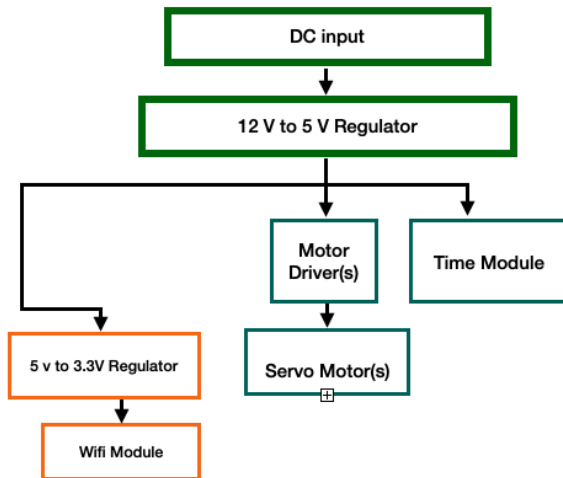 DC input
12 V to 5 V Regulator
Motor
Driver(s)
Time Module
5 v to 3.3V Regulator
Servo Motor(s)
Wifi Module